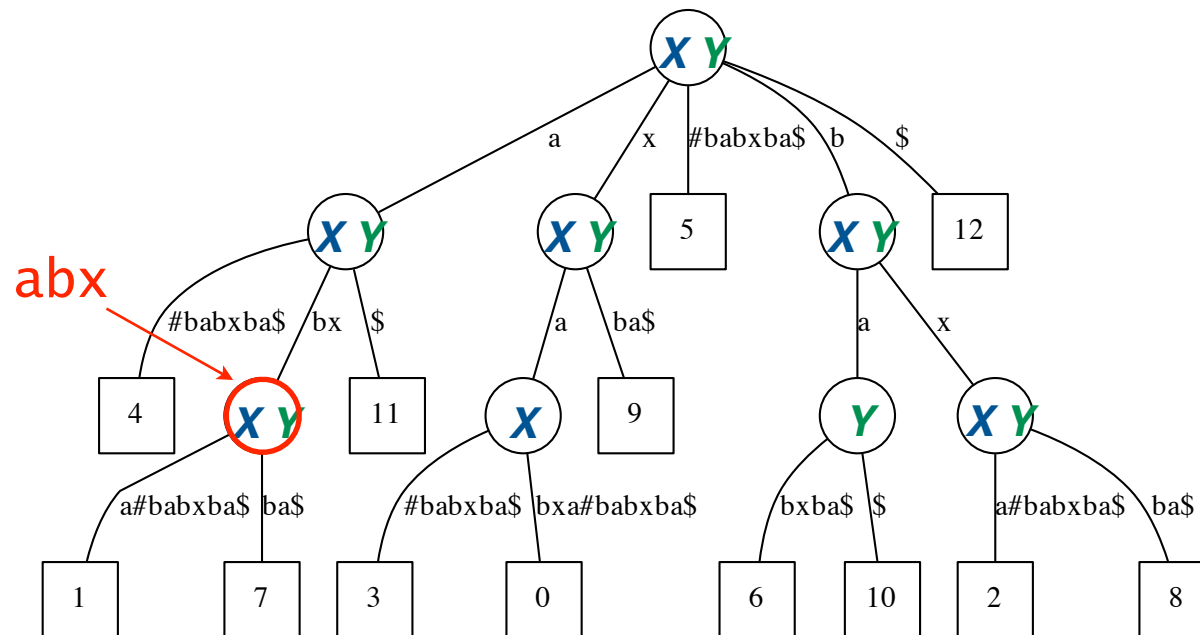 X Y
a x #babxba$ b $
X Y X Y 5 X Y 12
abx
#babxba$ bx $ a ba$ a x
4 X Y 11 X 9 Y X Y
a#babxba$ ba$ #babxba$ bxa#babxba$ bxba$ $ a#babxba$ ba$
1 7 3 0 6 10 2 8